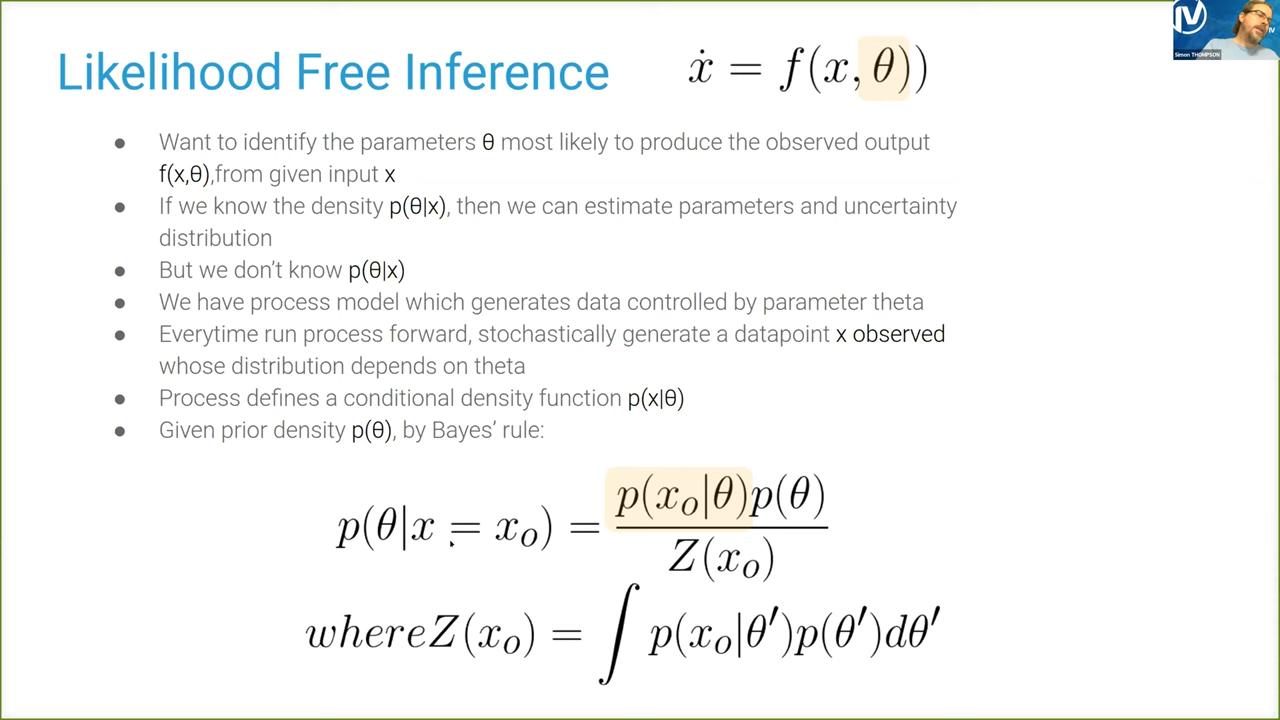 Likelihood Free Inference
ẋ = f(x, θ))
● Want to identify the parameters θ most likely to produce the observed output
f(x,θ),from given input x
● If we know the density p(θ|x), then we can estimate parameters and uncertainty
distribution
● But we don't know p(θ|x)
● We have process model which generates data controlled by parameter theta
● Everytime run process forward, stochastically generate a datapoint x observed
whose distribution depends on theta
● Process defines a conditional density function p(x|θ)
● Given prior density p(θ), by Bayes' rule:
p(θ|x = x_o) = p(x_o|θ)p(θ) / Z(x_o)
whereZ(x_o) = ∫ p(x_o|θ′)p(θ′)dθ′
IV
Simon THOMPSON
IV